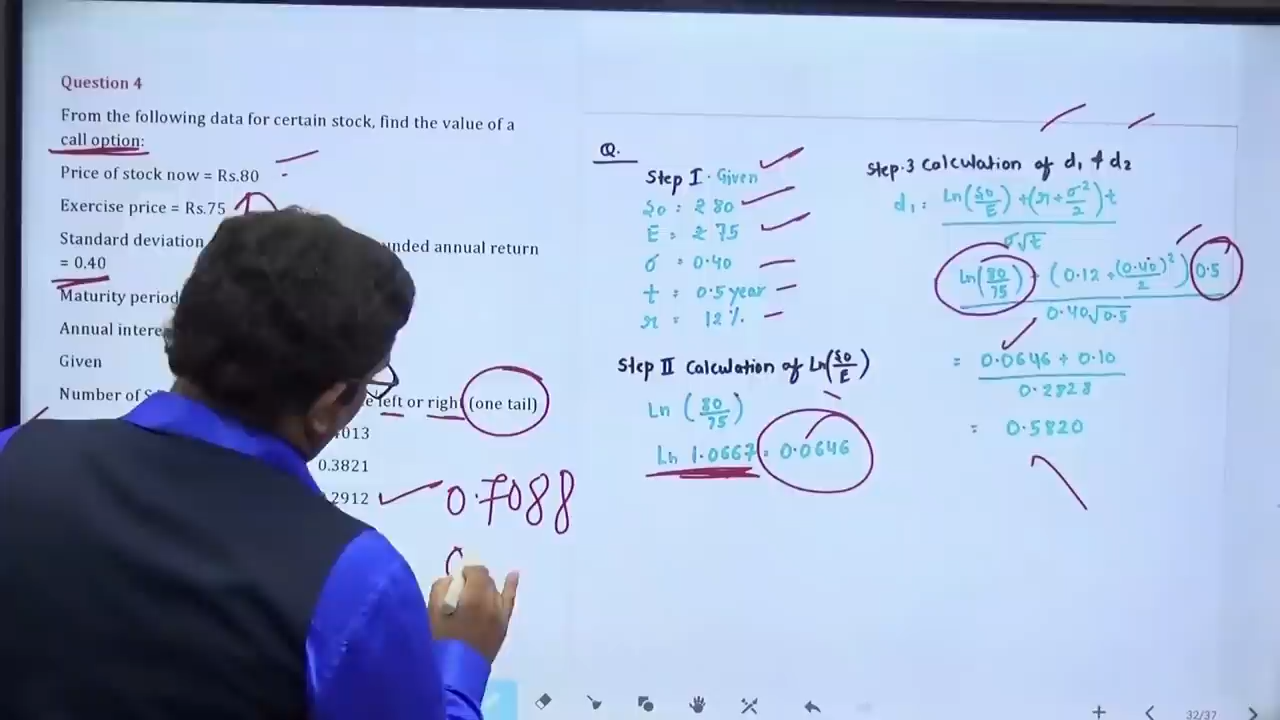 Question 4
From the following data for certain stock, find the value of a
call option:
Price of stock now = Rs.80
Exercise price = Rs.75
Standard deviation nded annual return
= 0.40
Maturity period
Annual
Given
Number of left or right (one tail)
0.3821
2912 0.7088
Q.
Step I . Given
S0 = ₹ 80
E = ₹ 75
σ = 0.40
t = 0.5 year
r = 12 %
Step II Calculation of Ln(S0/E)
Ln (80/75)
Ln 1.0667 = 0.0646
Step.3 Calculation of d1 & d2
d1 = Ln(S0/E) + (r + σ²/2)t / σ√t
Ln(80/75) + (0.12 + (0.40)²/2) 0.5 / 0.40√0.5
= 0.0646 + 0.10 / 0.2828
= 0.5820
32/37